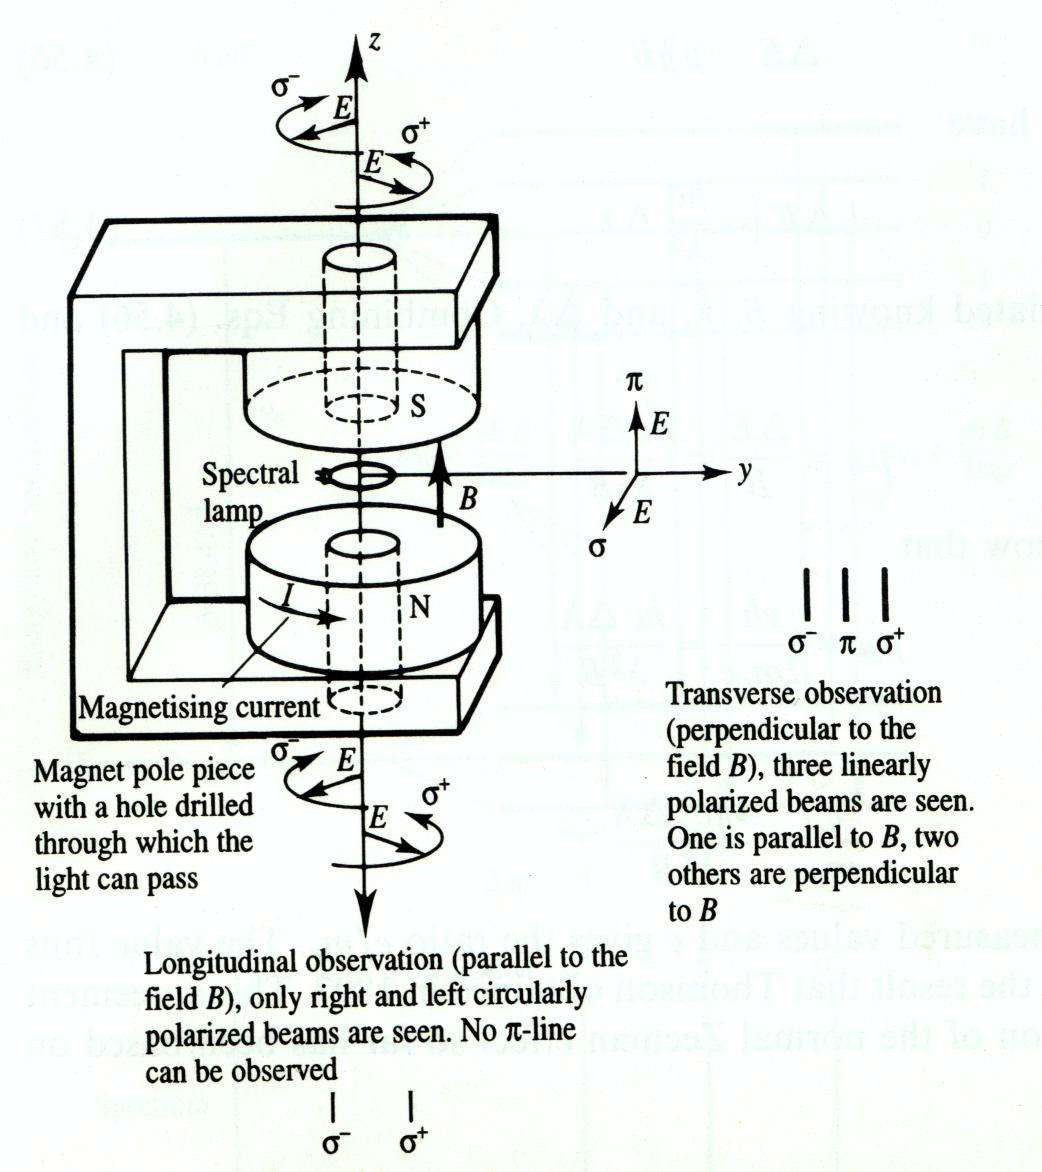 z
σ⁻
E
σ⁺
E
S
π
E
y
Spectral
lamp
B
E
σ
I
N
σ⁻ π σ⁺
Magnetising current
Transverse observation
(perpendicular to the
field B), three linearly
polarized beams are seen.
One is parallel to B, two
others are perpendicular
to B
σ⁻
E
σ⁺
E
Magnet pole piece
with a hole drilled
through which the
light can pass
Longitudinal observation (parallel to the
field B), only right and left circularly
polarized beams are seen. No π-line
can be observed
σ⁻ σ⁺